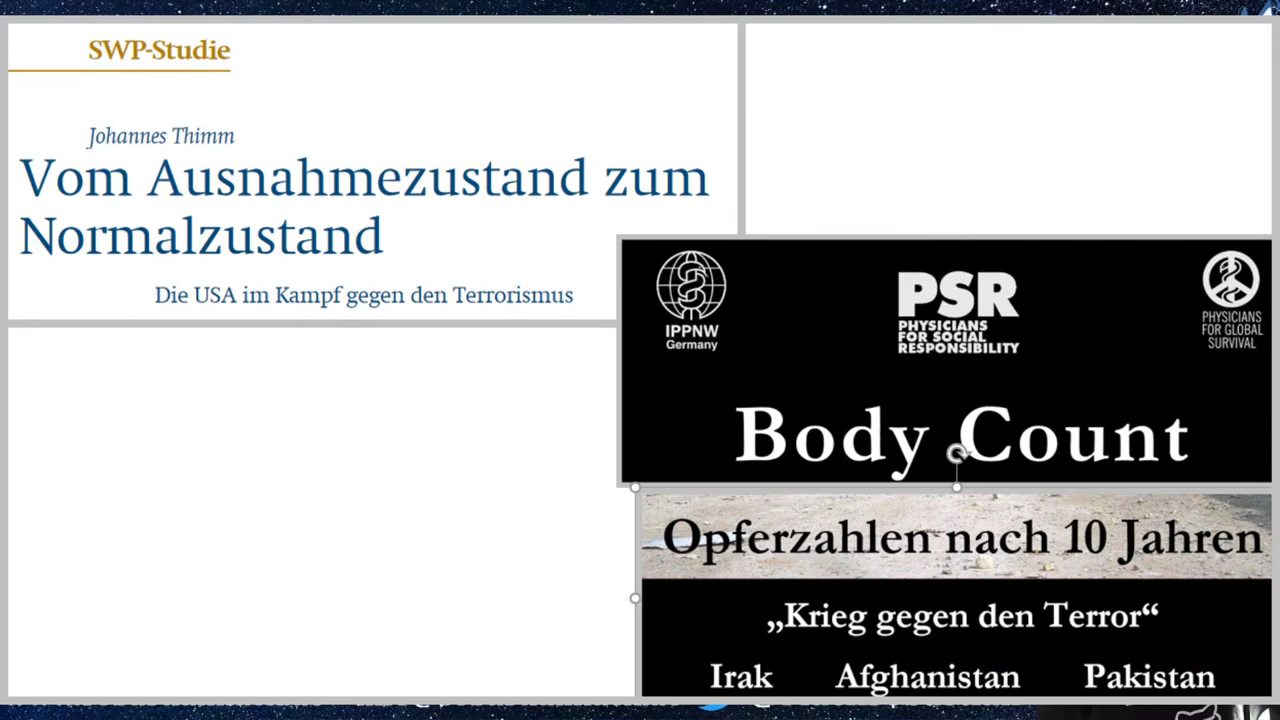 SWP-Studie
Johannes Thimm
Vom Ausnahmezustand zum
Normalzustand
Die USA im Kampf gegen den Terrorismus
IPPNW
Germany
PSR
PHYSICIANS
FOR SOCIAL
RESPONSIBILITY
PHYSICIANS
FOR GLOBAL
SURVIVAL
Body Count
Opferzahlen nach 10 Jahren
„Krieg gegen den Terror“
Irak Afghanistan Pakistan